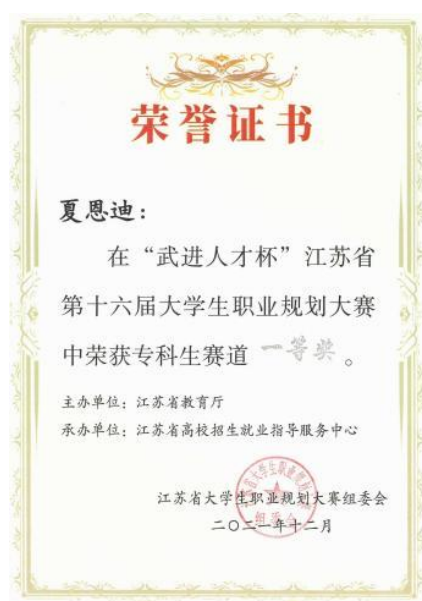 荣誉证书
夏恩迪：
在“武进人才杯”江苏省
第十六届大学生职业规划大赛
中荣获专科生赛道 一等奖 。
主办单位：江苏省教育厅
承办单位：江苏省高校招生就业指导服务中心
江苏省大学生职业规划大赛组委会
二〇二一年十二月